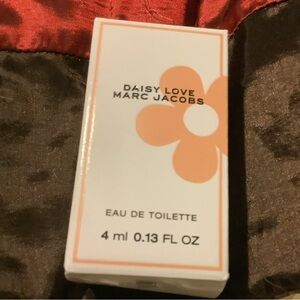 DAISY LOVE
MARC JACOBS
EAU DE TOILETTE
4 ml 0.13 FL OZ